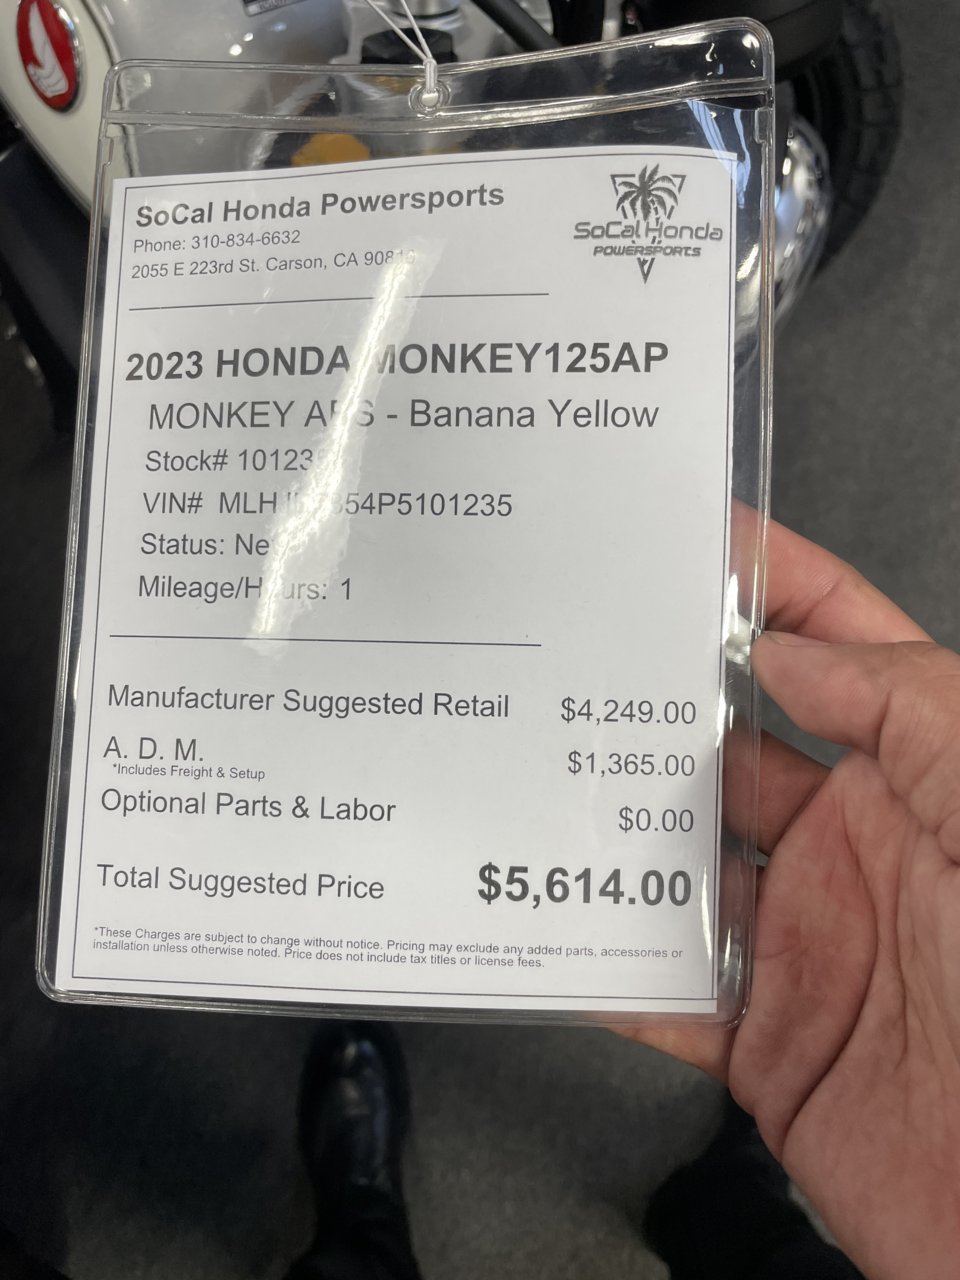 SoCal Honda Powersports
Phone: 310-834-6632
2055 E 223rd St. Carson, CA
SoCal Honda
POWERSPORTS
2023 HONDA MONKEY125AP
MONKEY ABS - Banana Yellow
Stock#
VIN#
Status: New
Mileage/Hours: 1
Manufacturer Suggested Retail $4,249.00
A. D. M. $1,365.00
*Includes Freight & Setup
Optional Parts & Labor $0.00
Total Suggested Price $5,614.00
*These Charges are subject to change without notice. Pricing may exclude any added parts, accessories or
installation unless otherwise noted. Price does not include tax titles or license fees.